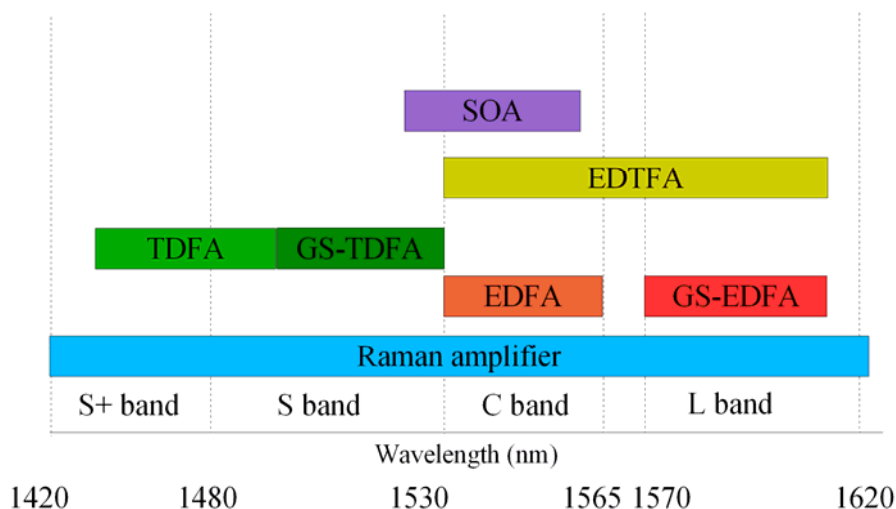 SOA
EDTFA
TDFA GS-TDFA
EDFA GS-EDFA
Raman amplifier
S+ band S band C band L band
Wavelength (nm)
1420 1480 1530 1565 1570 1620